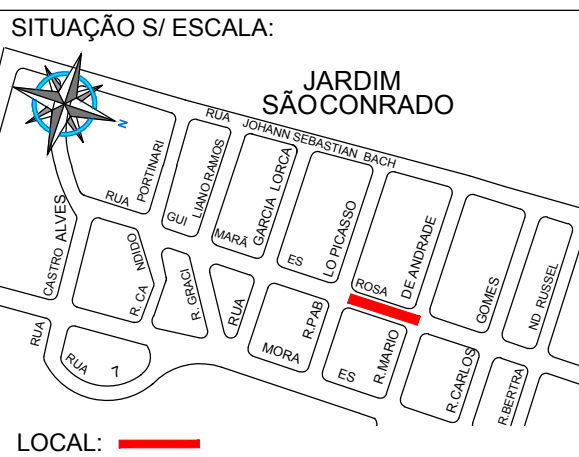 SITUAÇÃO S/ ESCALA:
JARDIM
SÃO CONRADO
N
RUA JOHANN SEBASTIAN BACH
RUA CASTRO ALVES
RUA GUI MARÃ ES ROSA
R. CA NDIDO PORTINARI
R. GRACI LIANO RAMOS
RUA GARCIA LORCA
R.PAB LO PICASSO
R.MARIO DE ANDRADE
R.CARLOS GOMES
R.BERTRA ND RUSSEL
RUA 7
MORA ES
LOCAL: